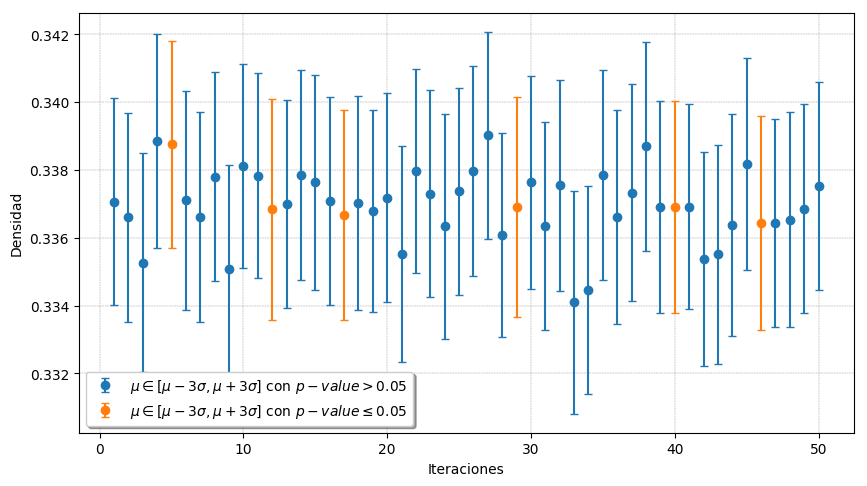 0.342
0.340
0.338
0.336
0.334
0.332
Densidad
μ ∈ [μ − 3σ, μ + 3σ] con p − value > 0.05
μ ∈ [μ − 3σ, μ + 3σ] con p − value ≤ 0.05
0 10 20 30 40 50
Iteraciones